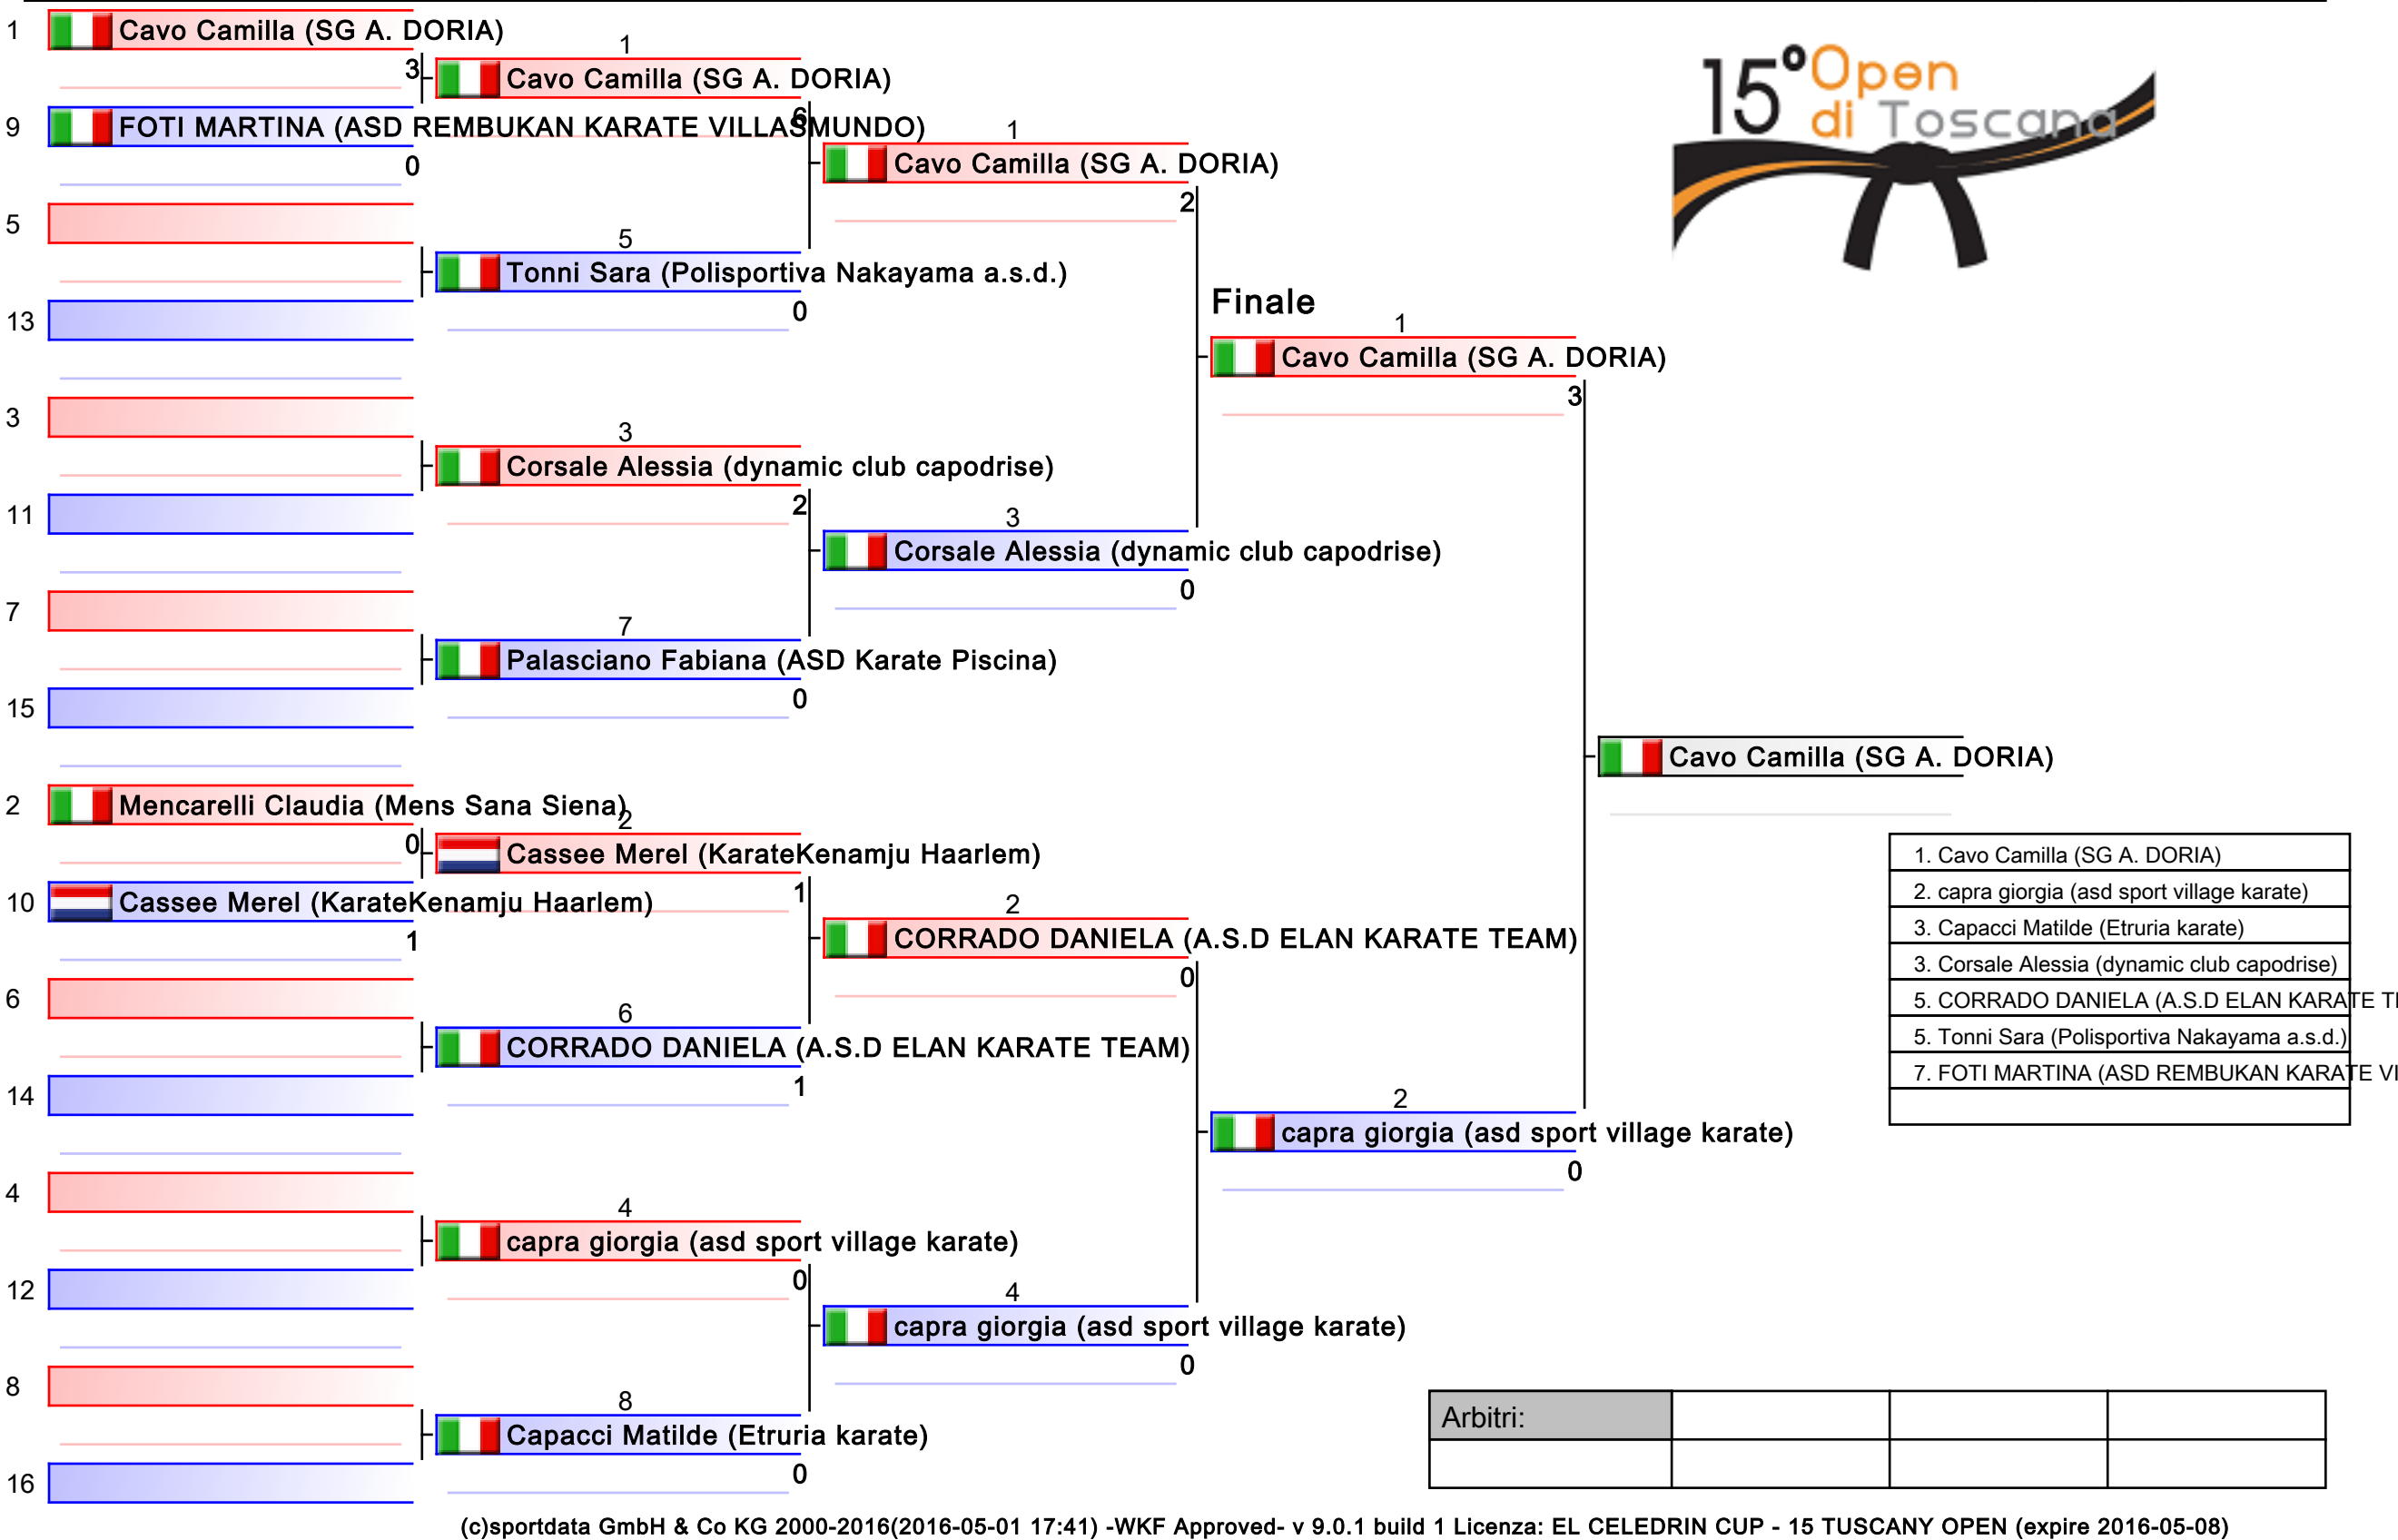 15° Open
di Toscana
1 Cavo Camilla (SG A. DORIA)
3
9 FOTI MARTINA (ASD REMBUKAN KARATE VILLASMUNDO)
0
5
13
3
11
7
15
2 Mencarelli Claudia (Mens Sana Siena)
0
10 Cassee Merel (KarateKenamju Haarlem)
1
6
14
4
12
8
16
1
Cavo Camilla (SG A. DORIA)
6
5
Tonni Sara (Polisportiva Nakayama a.s.d.)
0
3
Corsale Alessia (dynamic club capodrise)
2
7
Palasciano Fabiana (ASD Karate Piscina)
0
2
Cassee Merel (KarateKenamju Haarlem)
1
6
CORRADO DANIELA (A.S.D ELAN KARATE TEAM)
1
4
capra giorgia (asd sport village karate)
0
8
Capacci Matilde (Etruria karate)
0
1
Cavo Camilla (SG A. DORIA)
2
3
Corsale Alessia (dynamic club capodrise)
0
2
CORRADO DANIELA (A.S.D ELAN KARATE TEAM)
0
4
capra giorgia (asd sport village karate)
0
Finale
1
Cavo Camilla (SG A. DORIA)
3
2
capra giorgia (asd sport village karate)
0
Cavo Camilla (SG A. DORIA)
1. Cavo Camilla (SG A. DORIA)
2. capra giorgia (asd sport village karate)
3. Capacci Matilde (Etruria karate)
3. Corsale Alessia (dynamic club capodrise)
5. CORRADO DANIELA (A.S.D ELAN KARATE
5. Tonni Sara (Polisportiva Nakayama a.s.d.)
7. FOTI MARTINA (ASD REMBUKAN KARATE
Arbitri:
(c)sportdata GmbH & Co KG 2000-2016(2016-05-01 17:41) -WKF Approved- v 9.0.1 build 1 Licenza: EL CELEDRIN CUP - 15 TUSCANY OPEN (expire 2016-05-08)